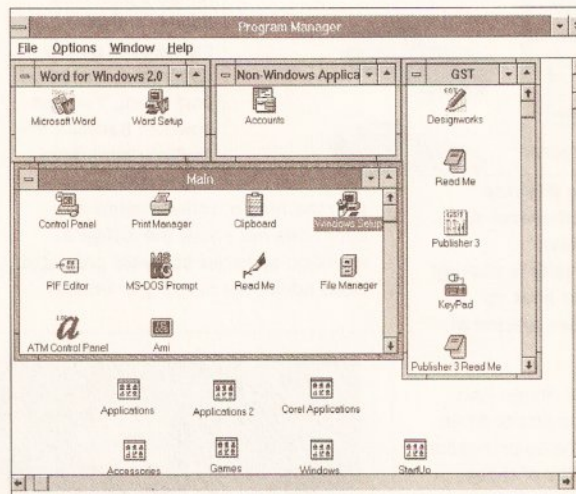 Program Manager
File Options Window Help
Word for Windows 2.0
Microsoft Word
Word Setup
Non-Windows Applica
Accounts
GST
Designworks
Read Me
Publisher 3
KeyPad
Publisher 3 Read Me
Main
Control Panel
Print Manager
Clipboard
Windows Setup
PIF Editor
MS-DOS Prompt
Read Me
File Manager
ATM Control Panel
Ami
Applications
Applications 2
Corel Applications
Accessories
Games
Windows
StartUp